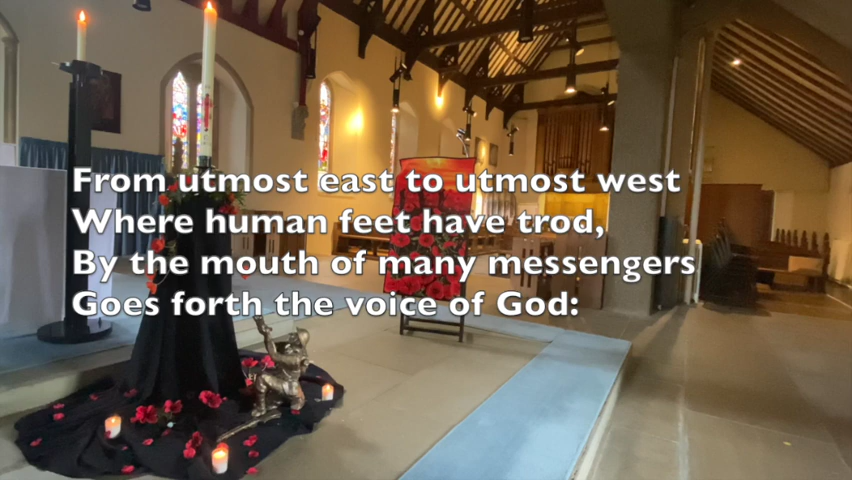 From utmost east to utmost west
Where human feet have trod,
By the mouth of many messengers
Goes forth the voice of God: